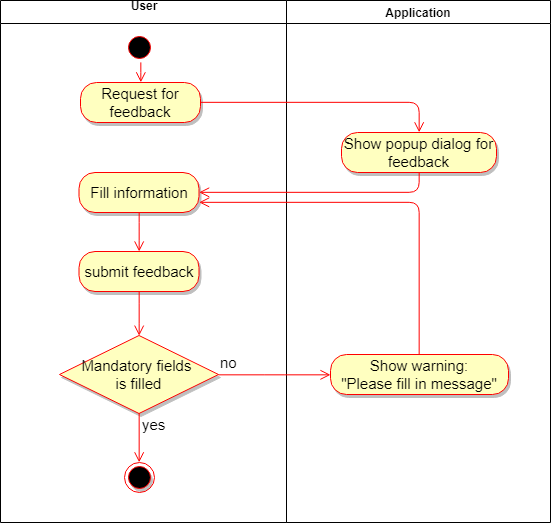 User
Application
Request for
feedback
Show popup dialog for
feedback
Fill information
submit feedback
Mandatory fields
is filled
no
Show warning:
"Please fill in message"
yes